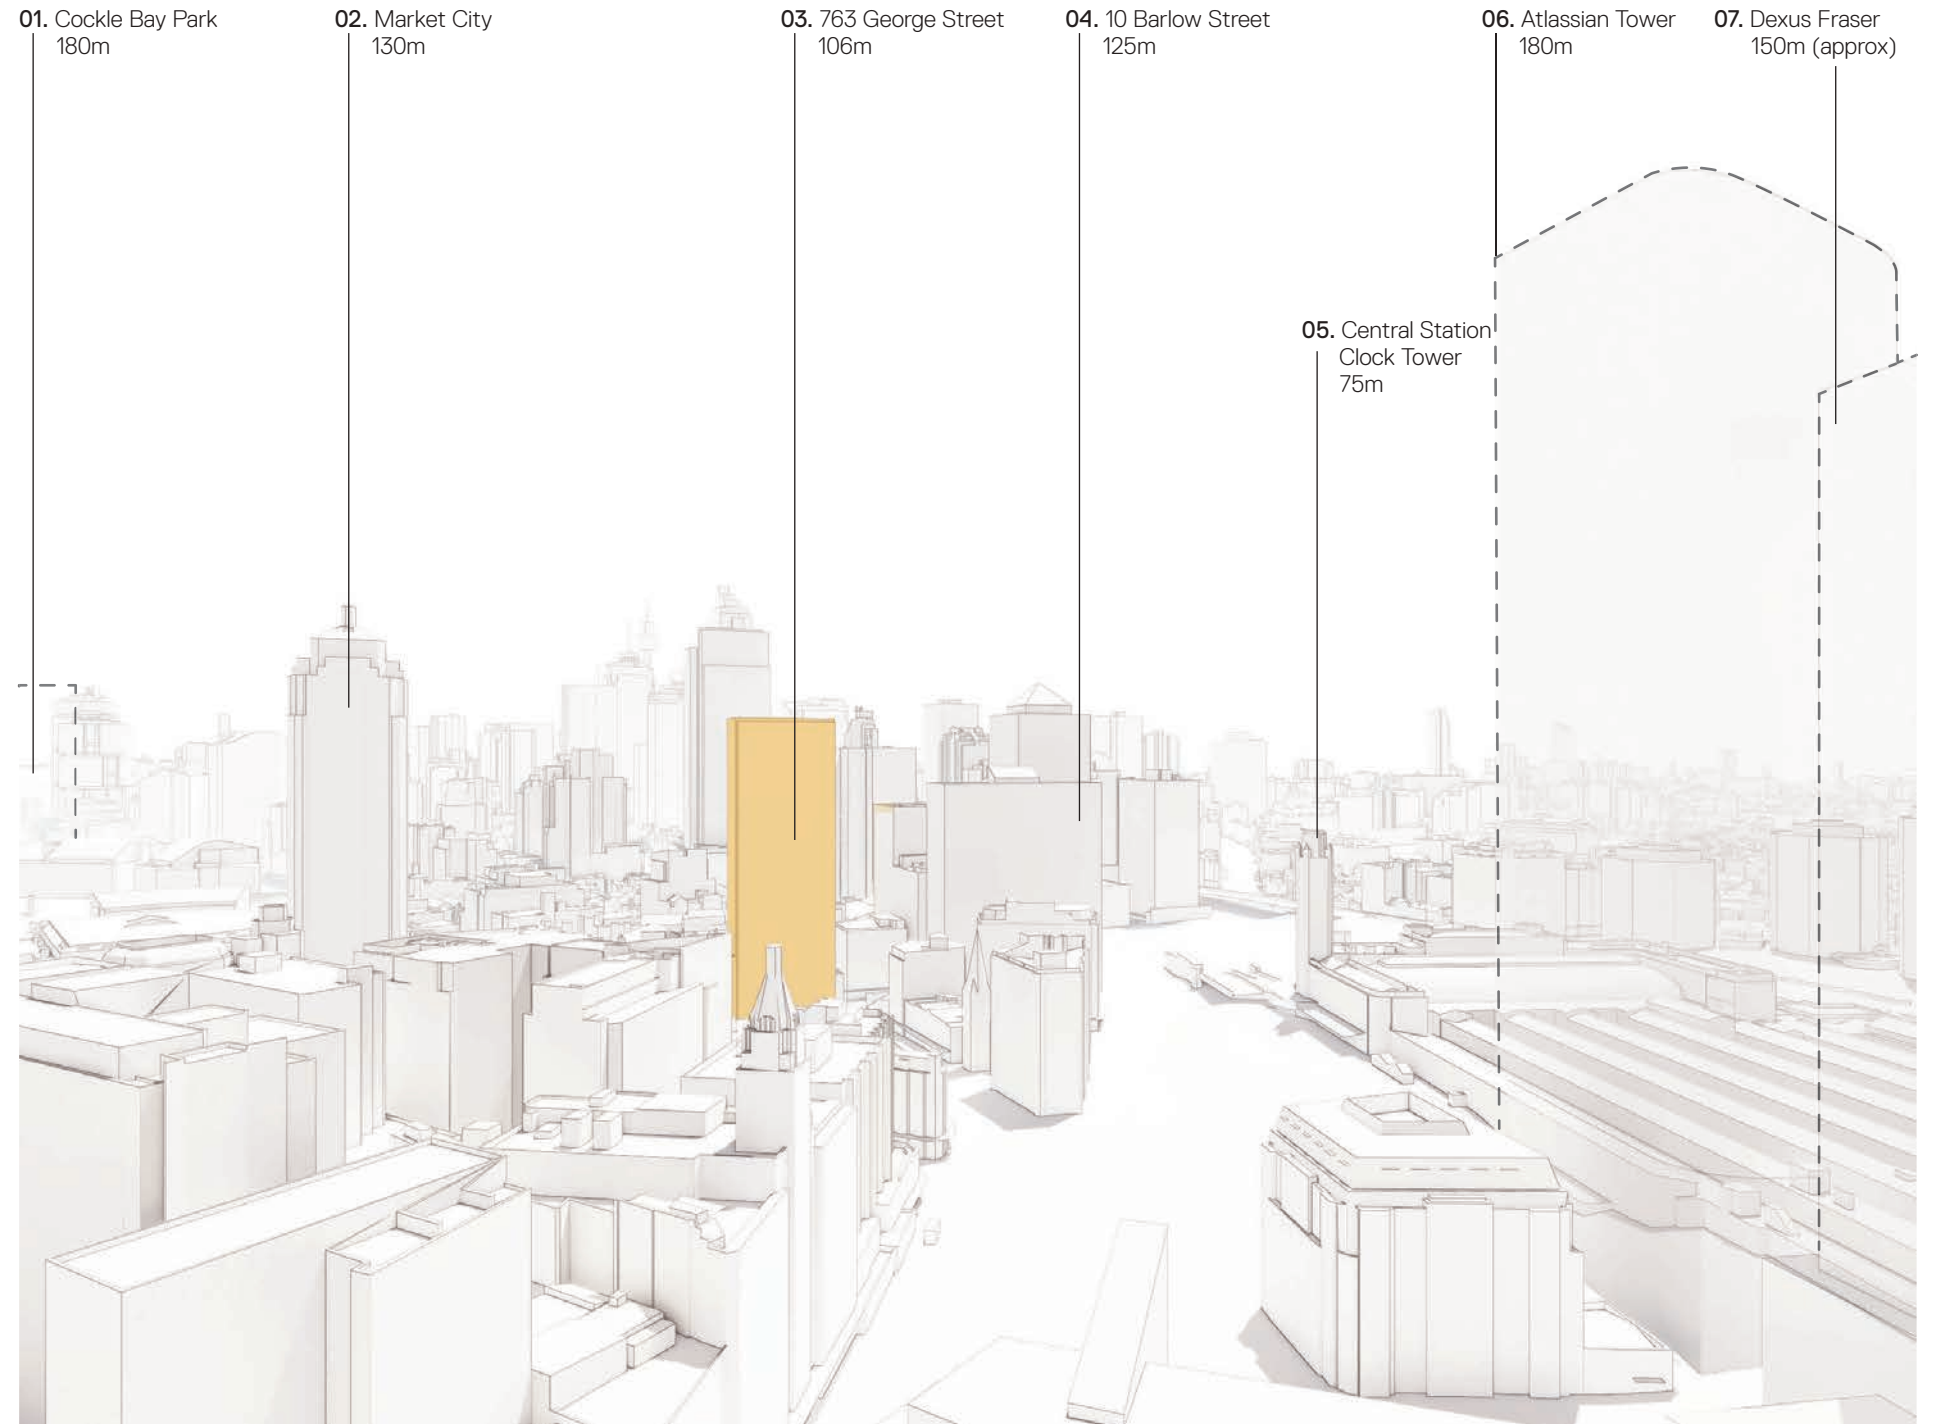 01. Cockle Bay Park
180m
02. Market City
130m
03. 763 George Street
106m
04. 10 Barlow Street
125m
06. Atlassian Tower
180m
07. Dexus Fraser
150m (approx)
05. Central Station
Clock Tower
75m